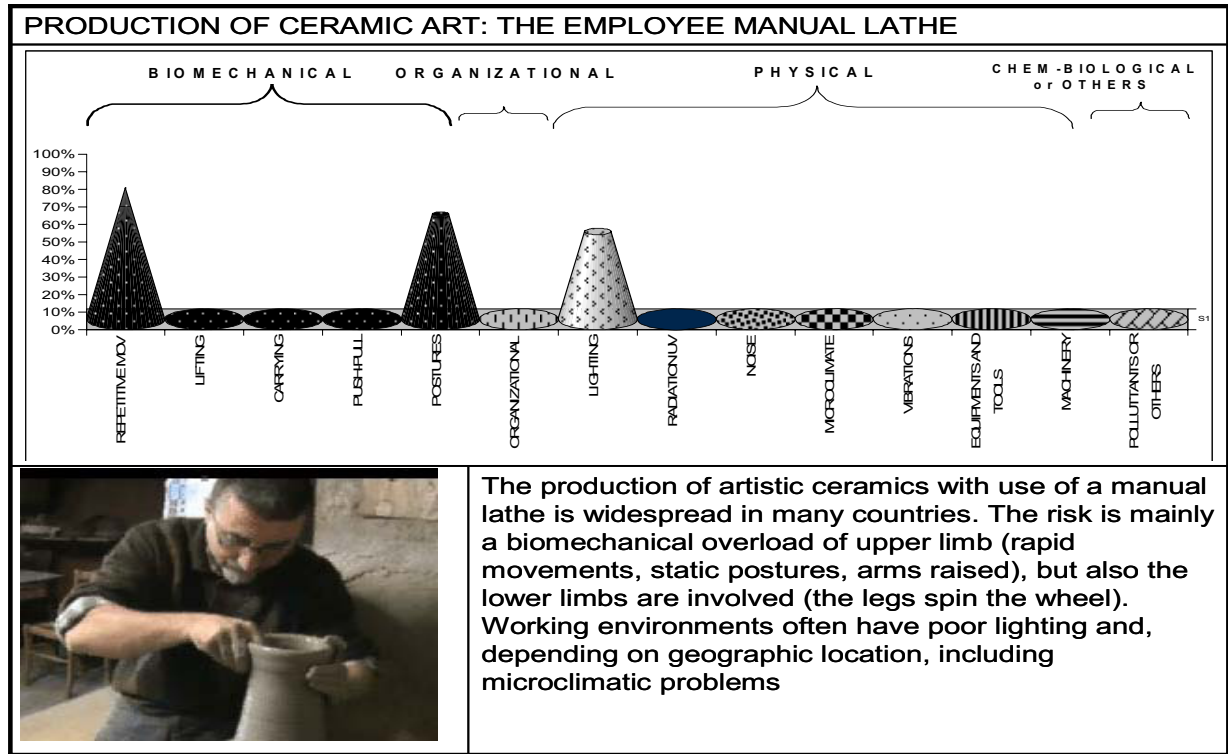 PRODUCTION OF CERAMIC ART: THE EMPLOYEE MANUAL LATHE
BIOMECHANICAL
ORGANIZATIONAL
PHYSICAL
CHEM-BIOLOGICAL
or OTHERS
100%
90%
80%
70%
60%
50%
40%
30%
20%
10%
0%
S1
REPETITIVE MOV
LIFTING
CARRYING
PUSH-PULL
POSTURES
ORGANIZATIONAL
LIGHTING
RADIATION UV
NOISE
MICROCLIMATE
VIBRATIONS
EQUIPMENTS AND
TOOLS
MACHINERY
POLLUTTANTS OR
OTHERS
The production of artistic ceramics with use of a manual
lathe is widespread in many countries. The risk is mainly
a biomechanical overload of upper limb (rapid
movements, static postures, arms raised), but also the
lower limbs are involved (the legs spin the wheel).
Working environments often have poor lighting and,
depending on geographic location, including
microclimatic problems